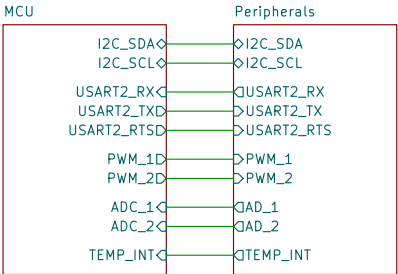 MCU Peripherals
I2C_SDA I2C_SDA
I2C_SCL I2C_SCL
USART2_RX USART2_RX
USART2_TX USART2_TX
USART2_RTS USART2_RTS
PWM_1 PWM_1
PWM_2 PWM_2
ADC_1 AD_1
ADC_2 AD_2
TEMP_INT TEMP_INT